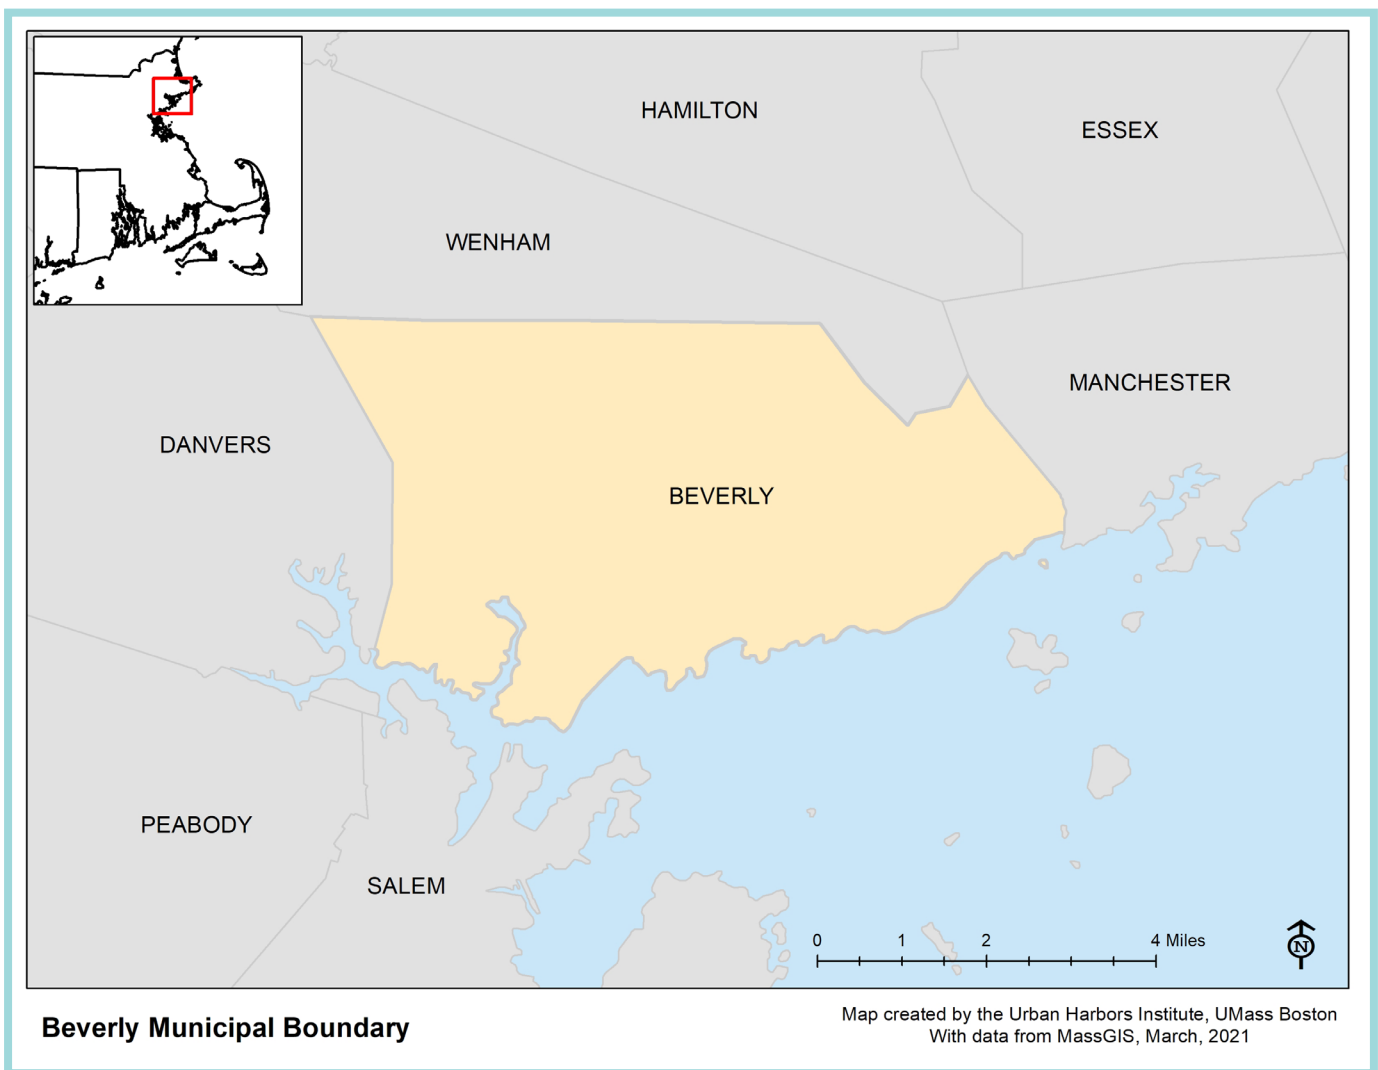 HAMILTON
ESSEX
WENHAM
MANCHESTER
DANVERS
BEVERLY
PEABODY
SALEM
0 1 2 4 Miles
N
Beverly Municipal Boundary
Map created by the Urban Harbors Institute, UMass Boston
With data from MassGIS, March, 2021